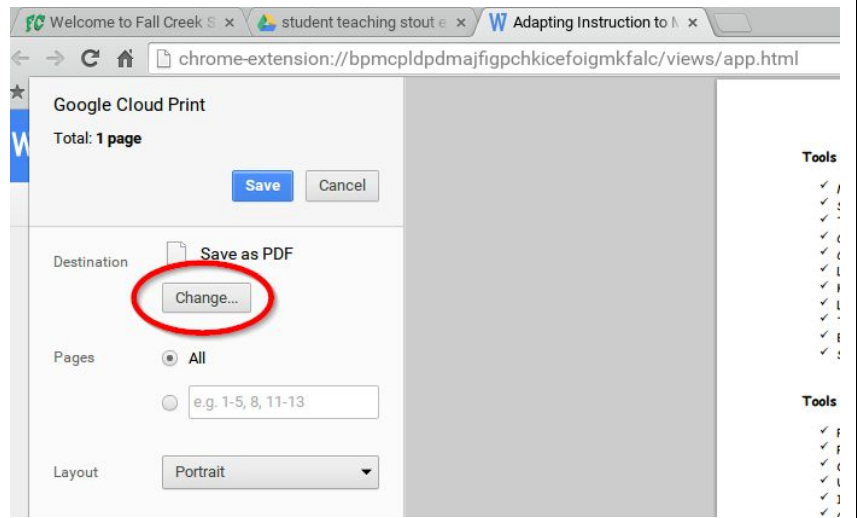 Welcome to Fall Creek S
student teaching stout e
Adapting Instruction to
chrome-extension://bpmcpldpdmajfigpchkicefoigmkfalc/views/app.html
Google Cloud Print
Total: 1 page
Save Cancel
Destination Save as PDF
Change...
Pages All
e.g. 1-5, 8, 11-13
Layout Portrait
Tools
Tools